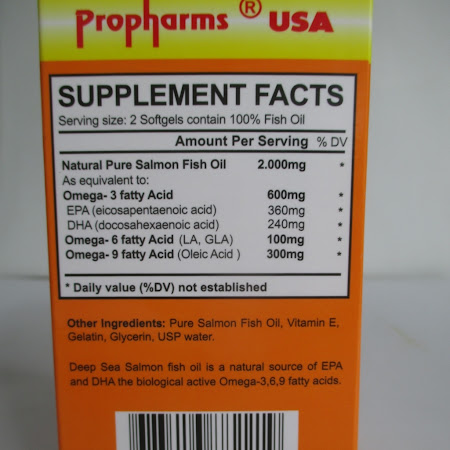 Propharms ® USA
SUPPLEMENT FACTS
Serving size: 2 Softgels contain 100% Fish Oil
Amount Per Serving % DV
Natural Pure Salmon Fish Oil 2.000mg *
As equivalent to:
Omega- 3 fatty Acid 600mg *
EPA (eicosapentaenoic acid) 360mg *
DHA (docosahexaenoic acid) 240mg *
Omega- 6 fatty Acid (LA, GLA) 100mg *
Omega- 9 fatty Acid (Oleic Acid ) 300mg *
* Daily value (%DV) not established
Other Ingredients: Pure Salmon Fish Oil, Vitamin E,
Gelatin, Glycerin, USP water.
Deep Sea Salmon fish oil is a natural source of EPA
and DHA the biological active Omega-3,6,9 fatty acids.